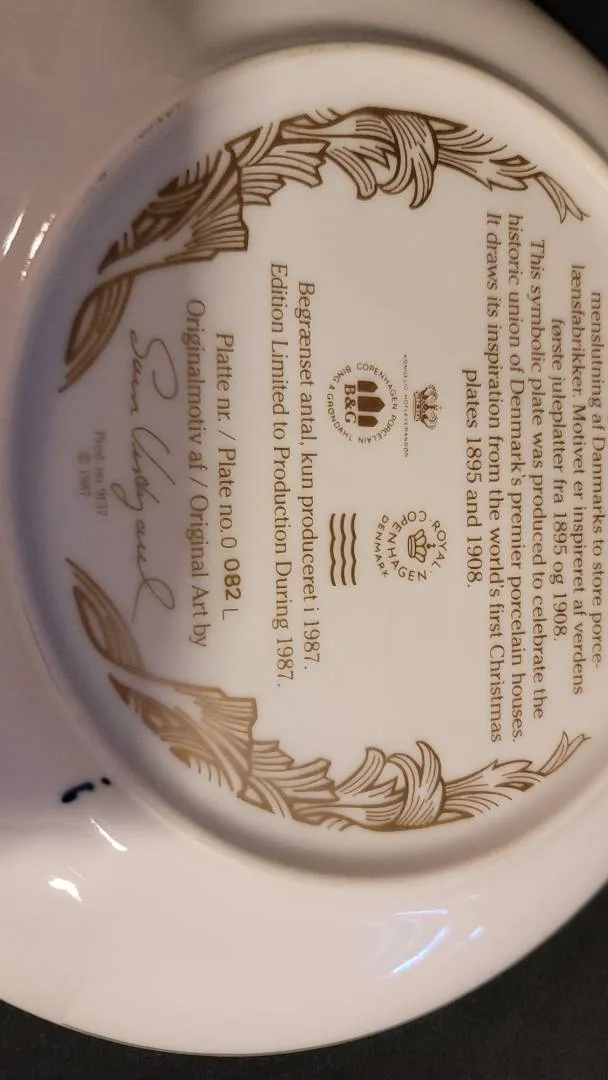 menslutning af Danmarks to store porce-
lænsfabrikker. Motivet er inspireret af verdens
første juleplatter fra 1895 og 1908.
This symbolic plate was produced to celebrate the
historic union of Denmark's premier porcelain houses.
It draws its inspiration from the world's first Christmas
plates 1895 and 1908.
KONGELIG HOFLEVERANDØR
COPENHAGEN PORCELAIN
B&G
BING & GRØNDAHL
ROYAL
COPENHAGEN
DENMARK
Begrænset antal, kun produceret i 1987.
Edition Limited to Production During 1987.
Platte nr. / Plate no. 0 082 L
Originalmotiv af / Original Art by
© 1987